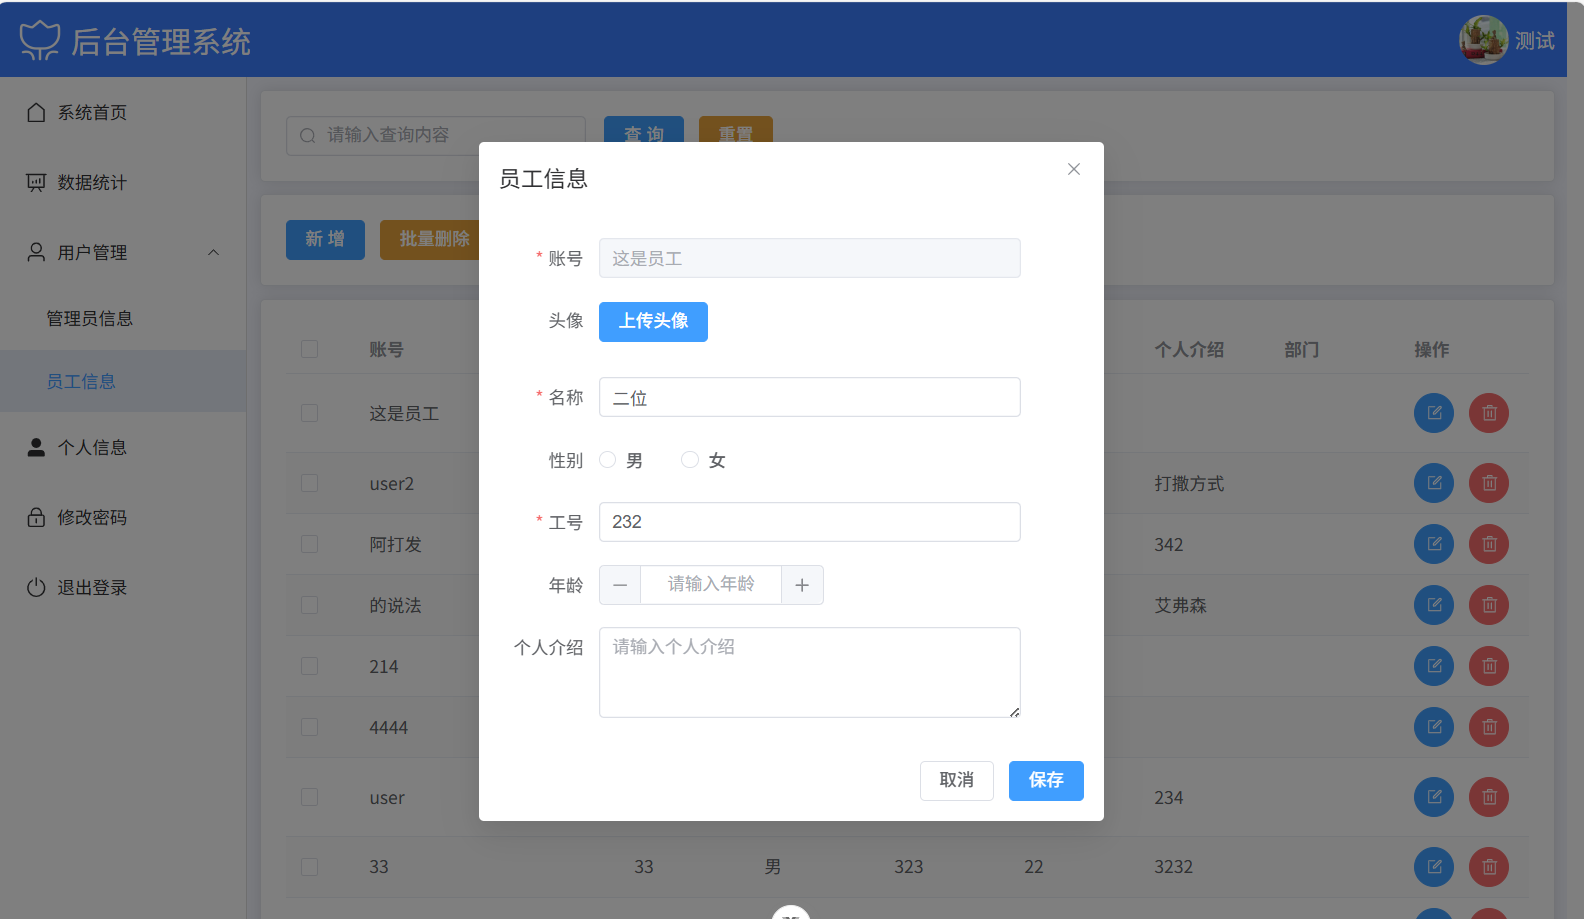 后台管理系统
测试
系统首页
数据统计
用户管理
管理员信息
员工信息
个人信息
修改密码
退出登录
请输入查询内容
查 询
重置
新 增
批量删除
账号
个人介绍
部门
操作
这是员工
user2
打撒方式
阿打发
342
的说法
艾弗森
214
4444
user
234
33
33
男
323
22
3232
员工信息
* 账号
这是员工
头像
上传头像
* 名称
二位
性别
男
女
* 工号
232
年龄
请输入年龄
个人介绍
请输入个人介绍
取消
保存